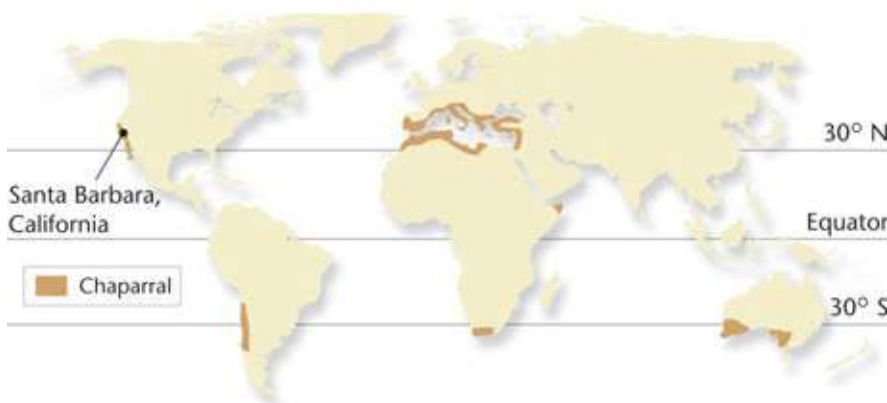 30° N
Santa Barbara,
California
Equator
Chaparral
30° S